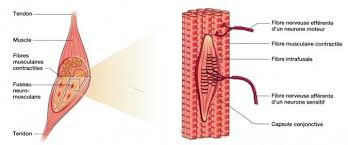 Tendon
Muscle
Fibres
musculaires
contractiles
Fuseau
neuro-
musculaire
Tendon
Fibre nerveuse efférente
d'un neurone moteur
Fibre musculaire contractile
Fibre intrafusale
Fibre nerveuse afférente
d'un neurone sensitif
Capsule conjonctive